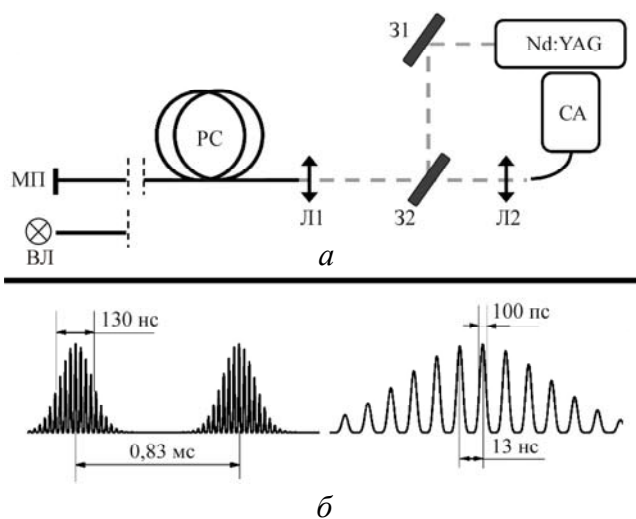 З1
Nd:YAG
СА
РС
МП
Л1
З2
Л2
ВЛ
а
130 нс
100 пс
0,83 мс
13 нс
б